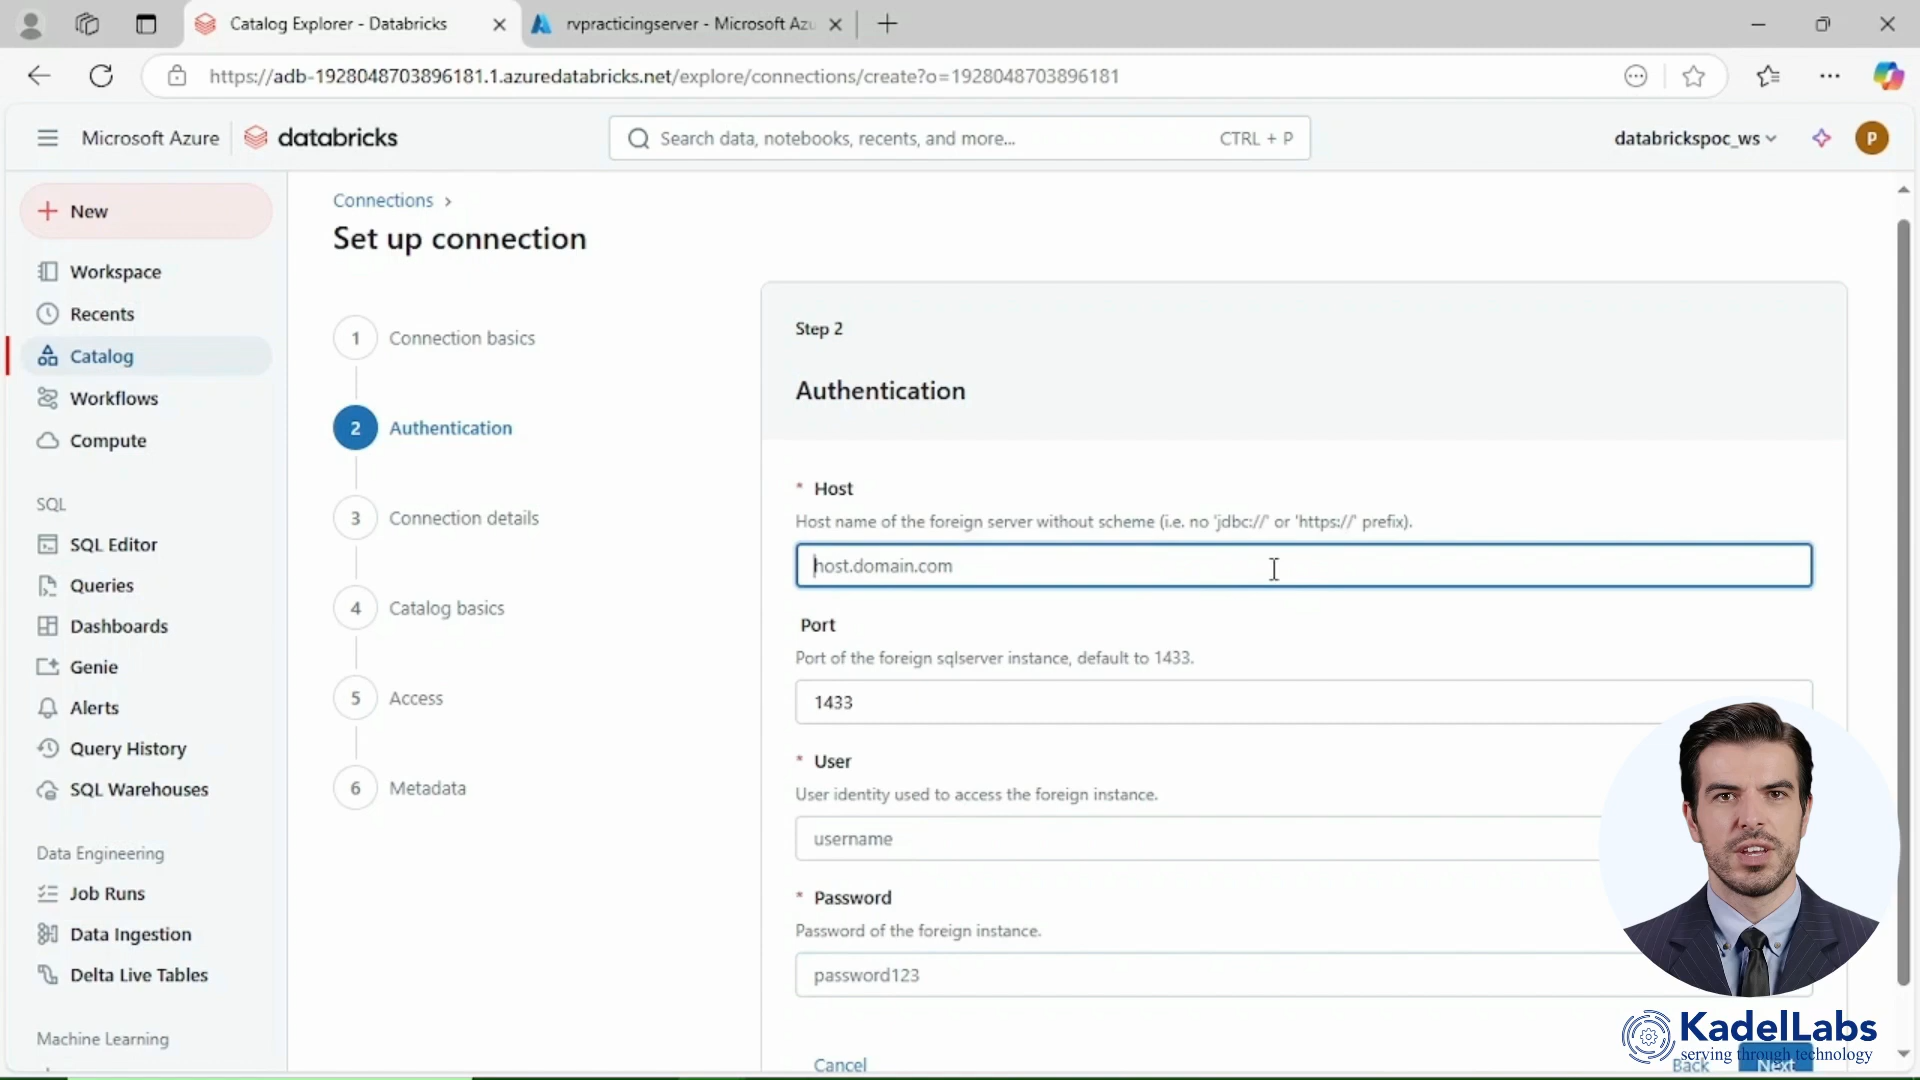 Catalog Explorer - Databricks
rvpracticingserver - Microsoft Azu
https://adb-1928048703896181.1.azuredatabricks.net/explore/connections/create?o=1928048703896181
Microsoft Azure
databricks
Search data, notebooks, recents, and more...
CTRL + P
databrickspoc_ws
P
New
Workspace
Recents
Catalog
Workflows
Compute
SQL
SQL Editor
Queries
Dashboards
Genie
Alerts
Query History
SQL Warehouses
Data Engineering
Job Runs
Data Ingestion
Delta Live Tables
Machine Learning
Connections ›
Set up connection
1 Connection basics
2 Authentication
3 Connection details
4 Catalog basics
5 Access
6 Metadata
Step 2
Authentication
* Host
Host name of the foreign server without scheme (i.e. no 'jdbc://' or 'https://' prefix).
host.domain.com
Port
Port of the foreign sqlserver instance, default to 1433.
1433
* User
User identity used to access the foreign instance.
username
* Password
Password of the foreign instance.
password123
Cancel
Back
Next
KadelLabs
serving through technology